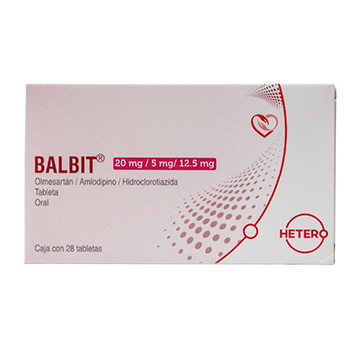 BALBIT® 20 mg / 5 mg/ 12.5 mg
Olmesartán / Amlodipino / Hidroclorotiazida
Tableta
Oral
Caja con 28 tabletas
HETERO